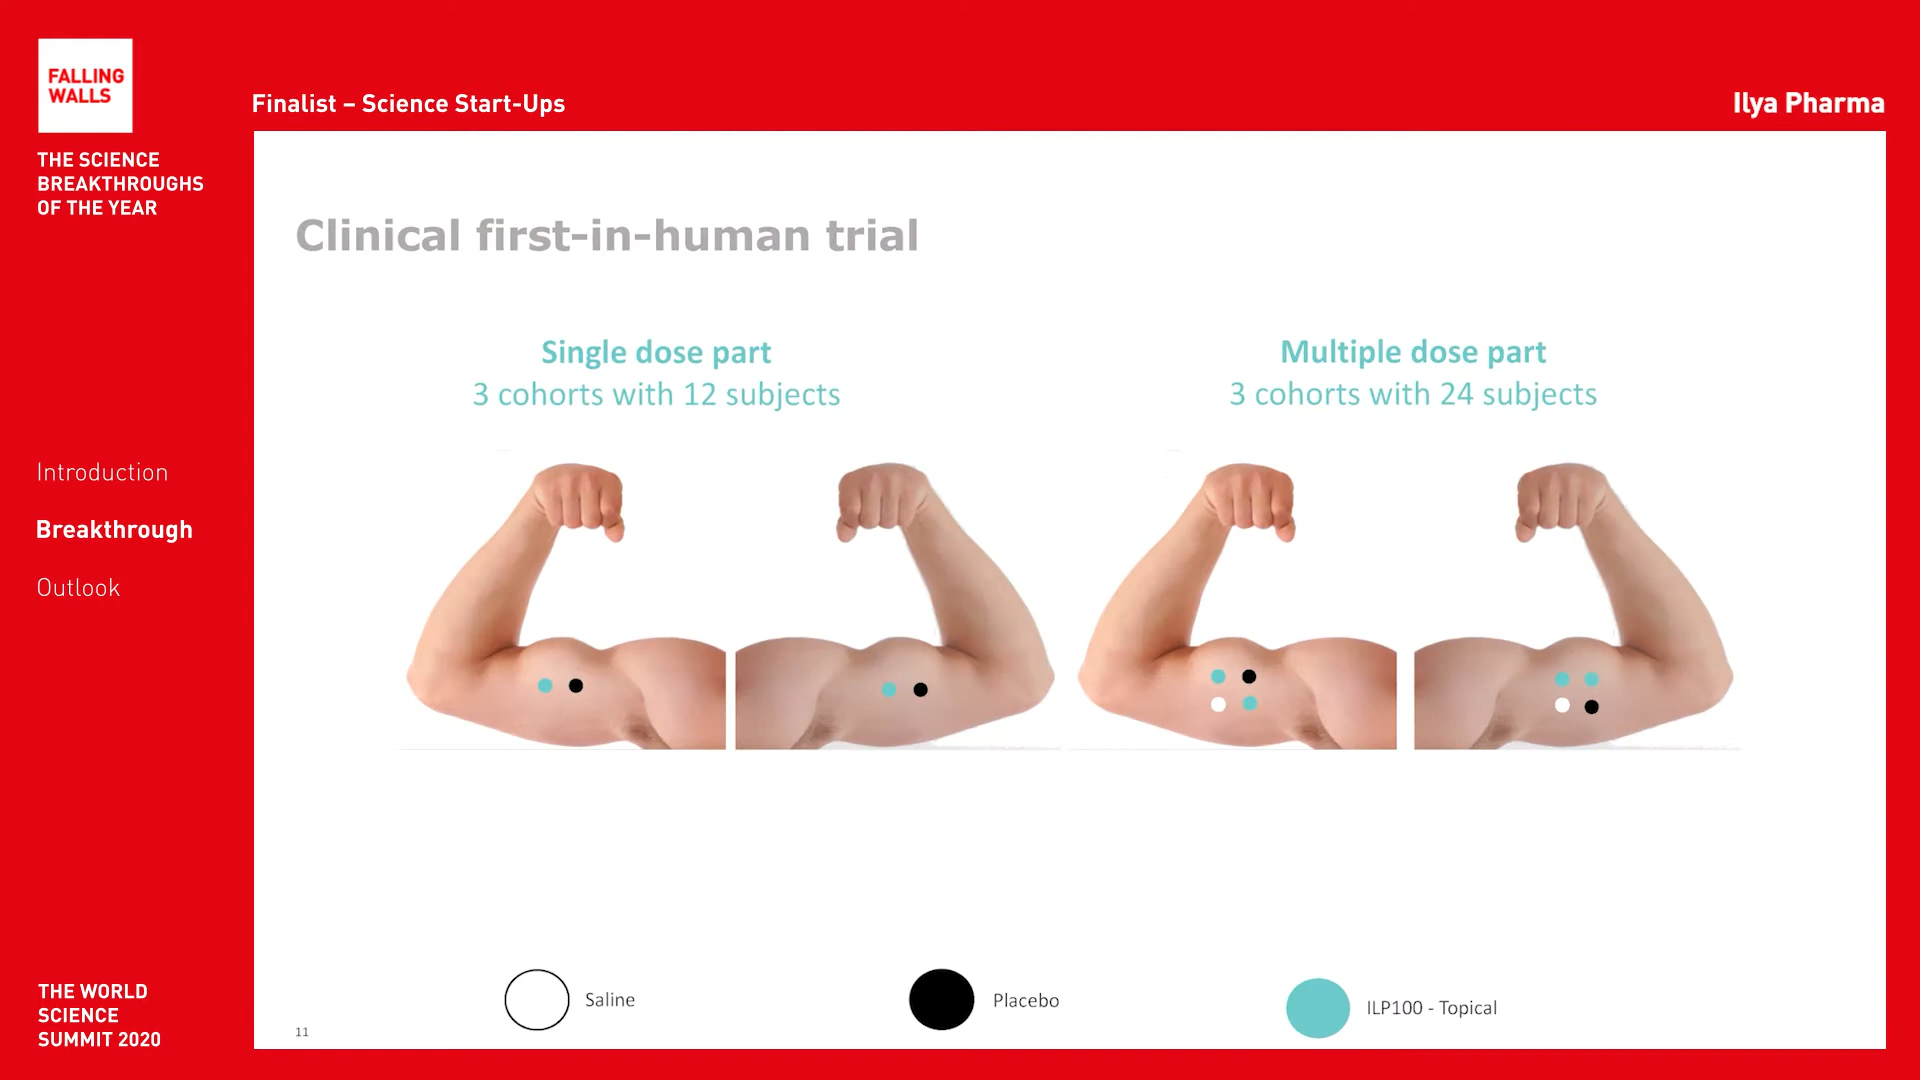 FALLING
WALLS
THE SCIENCE
BREAKTHROUGHS
OF THE YEAR
Finalist – Science Start-Ups
Ilya Pharma
Clinical first-in-human trial
Single dose part
3 cohorts with 12 subjects
Multiple dose part
3 cohorts with 24 subjects
Introduction
Breakthrough
Outlook
Saline
Placebo
ILP100 - Topical
11
THE WORLD
SCIENCE
SUMMIT 2020